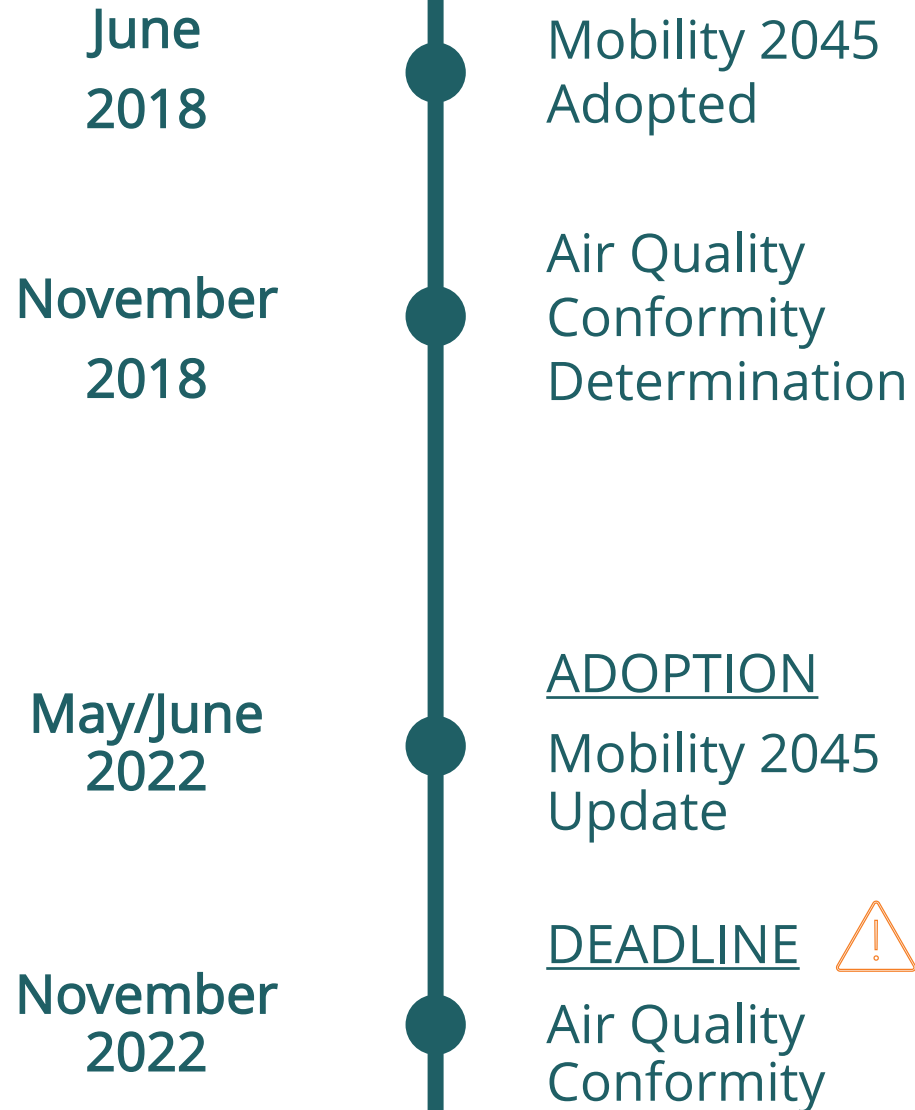 June
2018
Mobility 2045
Adopted
November
2018
Air Quality
Conformity
Determination
May/June
2022
ADOPTION
Mobility 2045
Update
November
2022
DEADLINE
Air Quality
Conformity